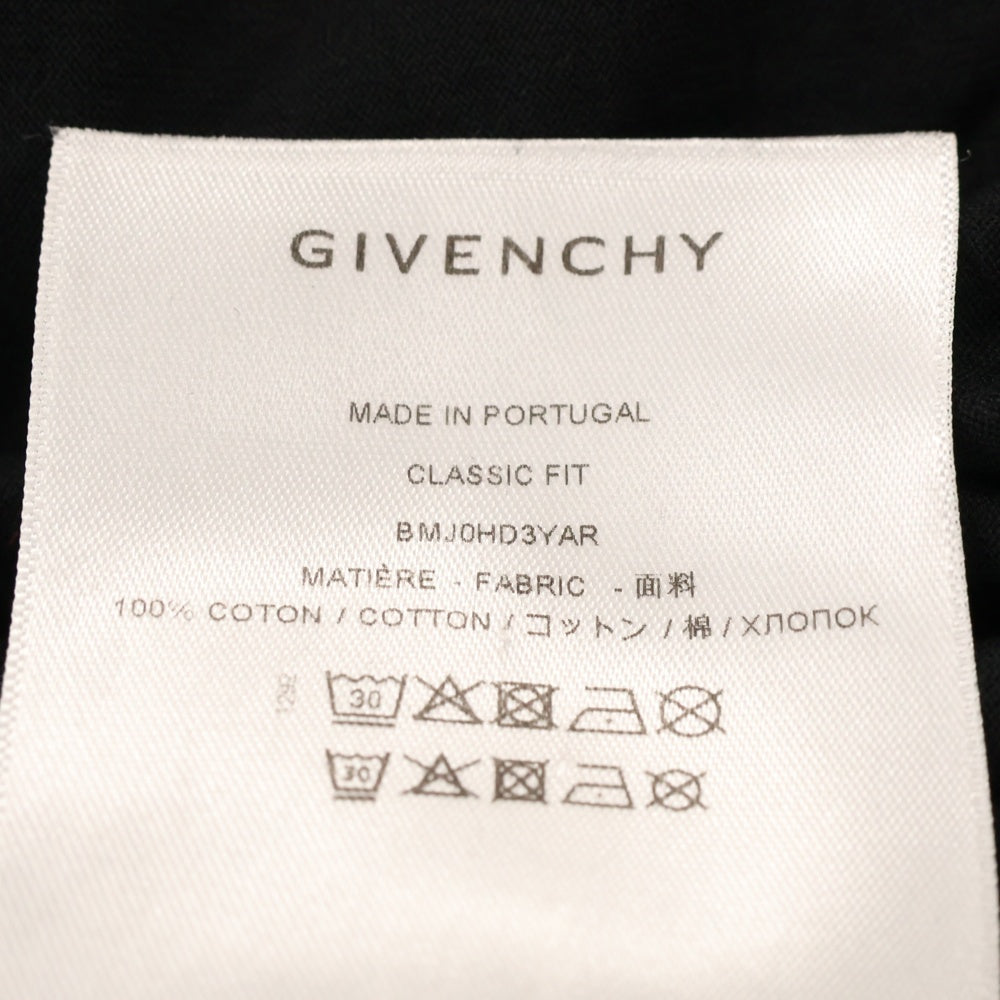 GIVENCHY
MADE IN PORTUGAL
CLASSIC FIT
BMJ0HD3YAR
MATIÈRE - FABRIC - 面料
100% COTON / COTTON / コットン / 棉 / ХЛОПОК
30
30